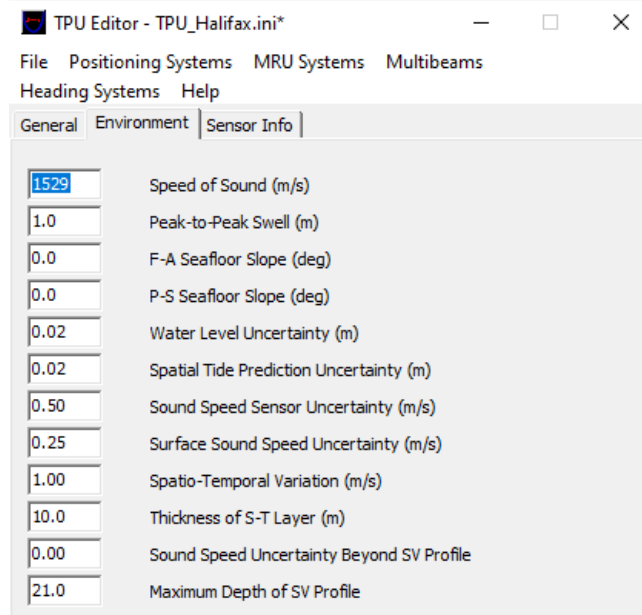 TPU Editor - TPU_Halifax.ini*
File Positioning Systems MRU Systems Multibeams
Heading Systems Help
General Environment Sensor Info
1529 Speed of Sound (m/s)
1.0 Peak-to-Peak Swell (m)
0.0 F-A Seafloor Slope (deg)
0.0 P-S Seafloor Slope (deg)
0.02 Water Level Uncertainty (m)
0.02 Spatial Tide Prediction Uncertainty (m)
0.50 Sound Speed Sensor Uncertainty (m/s)
0.25 Surface Sound Speed Uncertainty (m/s)
1.00 Spatio-Temporal Variation (m/s)
10.0 Thickness of S-T Layer (m)
0.00 Sound Speed Uncertainty Beyond SV Profile
21.0 Maximum Depth of SV Profile